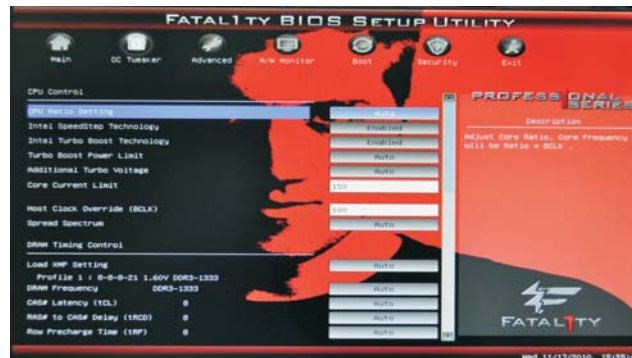 FATAL1TY BIOS SETUP UTILITY
Main
OC Tweaker
Advanced
H/W Monitor
Boot
Security
Exit
CPU Control
CPU Ratio Setting Auto
Intel SpeedStep Technology Enabled
Intel Turbo Boost Technology Enabled
Turbo Boost Power Limit Auto
Additional Turbo Voltage Auto
Core Current Limit 150
Host Clock Override (BCLK) 100
Spread Spectrum Auto
DRAM Timing Control
Load XMP Setting Auto
Profile 1 : 8-8-8-21 1.60V DDR3-1333
DRAM Frequency DDR3-1333 Auto
CAS# Latency (tCL) 8 Auto
RAS# to CAS# Delay (tRCD) 8 Auto
Row Precharge Time (tRP) 8 Auto
PROFESSIONAL
SERIES
Description
Adjust Core Ratio, Core Frequency
will be Ratio * BCLK .
FATAL1TY
Wed 11/17/2010, 15:55: